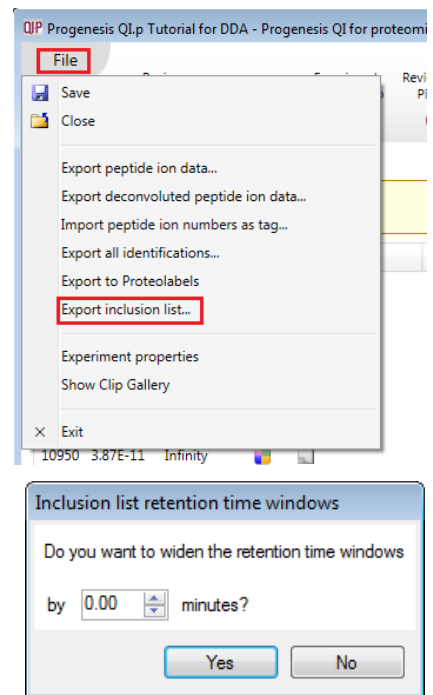 QIP Progenesis QI.p Tutorial for DDA - Progenesis QI for proteomi
File
Revi
Save
Close
Export peptide ion data...
Export deconvoluted peptide ion data...
Import peptide ion numbers as tag...
Export all identifications...
Export to Proteolabels
Export inclusion list...
Experiment properties
Show Clip Gallery
Exit
10950 3.87E-11 Infinity
Inclusion list retention time windows
Do you want to widen the retention time windows
by 0.00 minutes?
Yes No